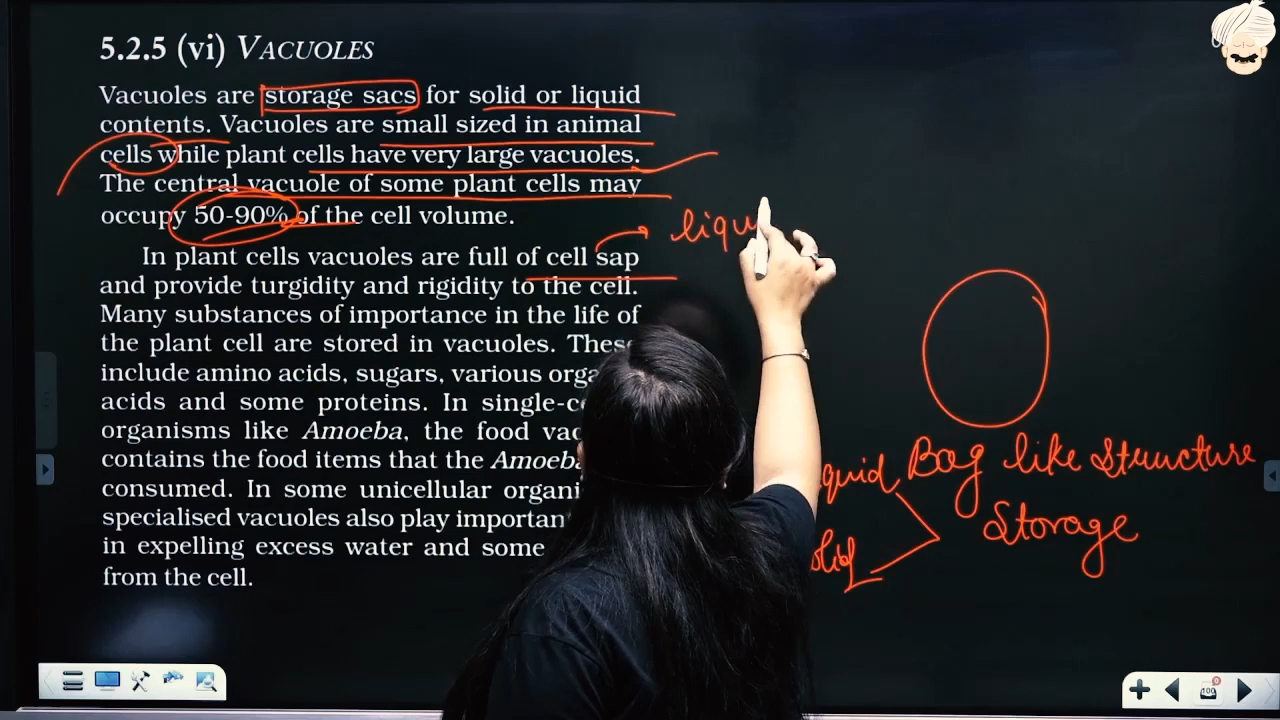 5.2.5 (vi) VACUOLES
Vacuoles are storage sacs for solid or liquid
contents. Vacuoles are small sized in animal
cells while plant cells have very large vacuoles.
The central vacuole of some plant cells may
occupy 50-90% of the cell volume.
In plant cells vacuoles are full of cell sap
and provide turgidity and rigidity to the cell.
Many substances of importance in the life of
the plant cell are stored in vacuoles. These
include amino acids, sugars, various orga
acids and some proteins. In single-ce
organisms like Amoeba, the food vac
contains the food items that the Amoeba
consumed. In some unicellular organi
specialised vacuoles also play important
in expelling excess water and some
from the cell.
liqu
Bag like Structure
Storage
quid
olid
100